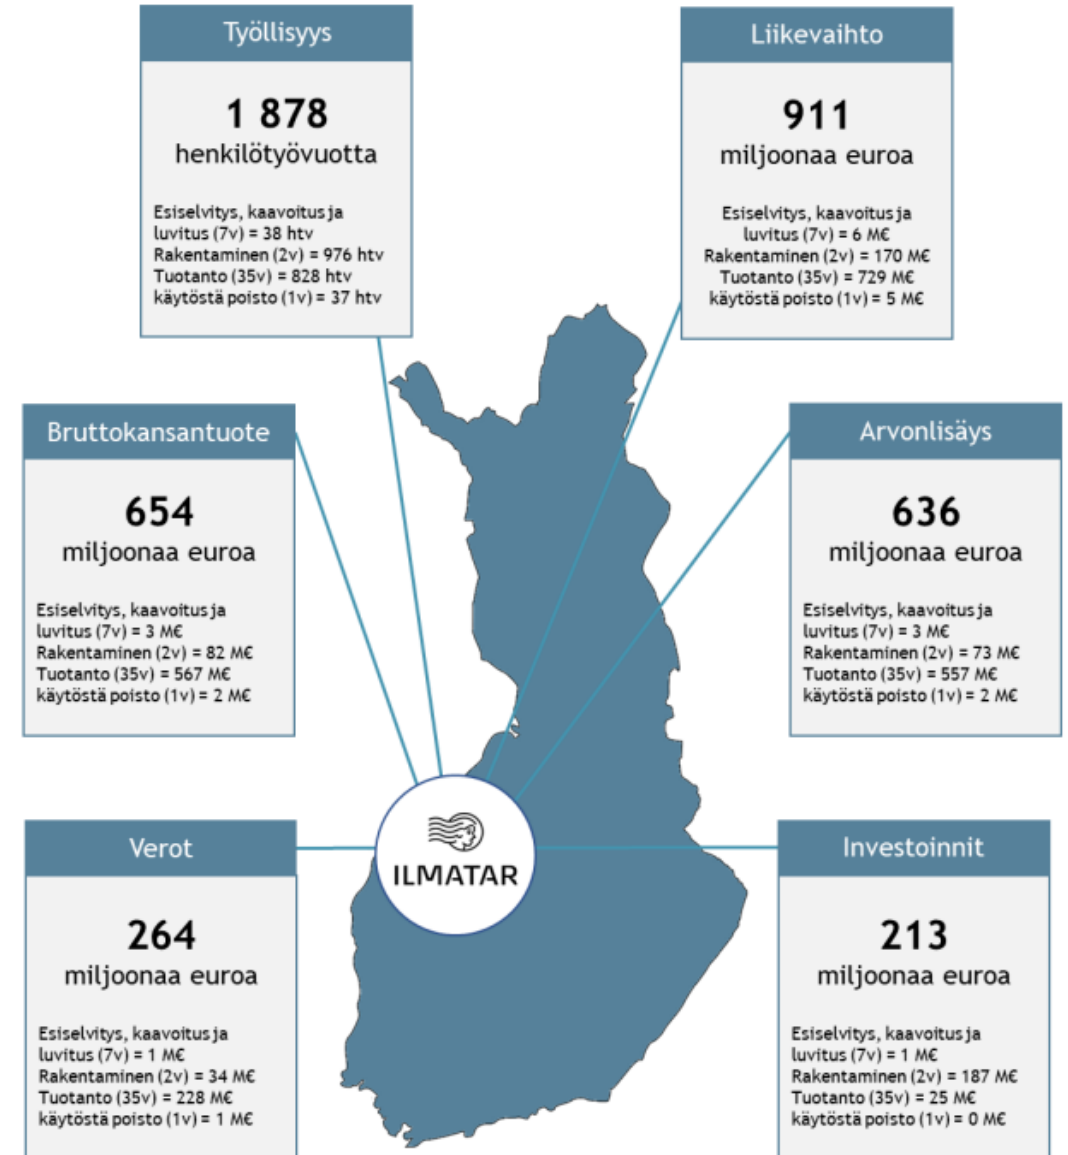 Työllisyys
1 878
henkilötyövuotta
Esiselvitys, kaavoitus ja
luvitus (7v) = 38 htv
Rakentaminen (2v) = 976 htv
Tuotanto (35v) = 828 htv
käytöstä poisto (1v) = 37 htv
Liikevaihto
911
miljoonaa euroa
Esiselvitys, kaavoitus ja
luvitus (7v) = 6 M€
Rakentaminen (2v) = 170 M€
Tuotanto (35v) = 729 M€
käytöstä poisto (1v) = 5 M€
Bruttokansantuote
654
miljoonaa euroa
Esiselvitys, kaavoitus ja
luvitus (7v) = 3 M€
Rakentaminen (2v) = 82 M€
Tuotanto (35v) = 567 M€
käytöstä poisto (1v) = 2 M€
Arvonlisäys
636
miljoonaa euroa
Esiselvitys, kaavoitus ja
luvitus (7v) = 3 M€
Rakentaminen (2v) = 73 M€
Tuotanto (35v) = 557 M€
käytöstä poisto (1v) = 2 M€
Verot
264
miljoonaa euroa
Esiselvitys, kaavoitus ja
luvitus (7v) = 1 M€
Rakentaminen (2v) = 34 M€
Tuotanto (35v) = 228 M€
käytöstä poisto (1v) = 1 M€
ILMATAR
Investoinnit
213
miljoonaa euroa
Esiselvitys, kaavoitus ja
luvitus (7v) = 1 M€
Rakentaminen (2v) = 187 M€
Tuotanto (35v) = 25 M€
käytöstä poisto (1v) = 0 M€